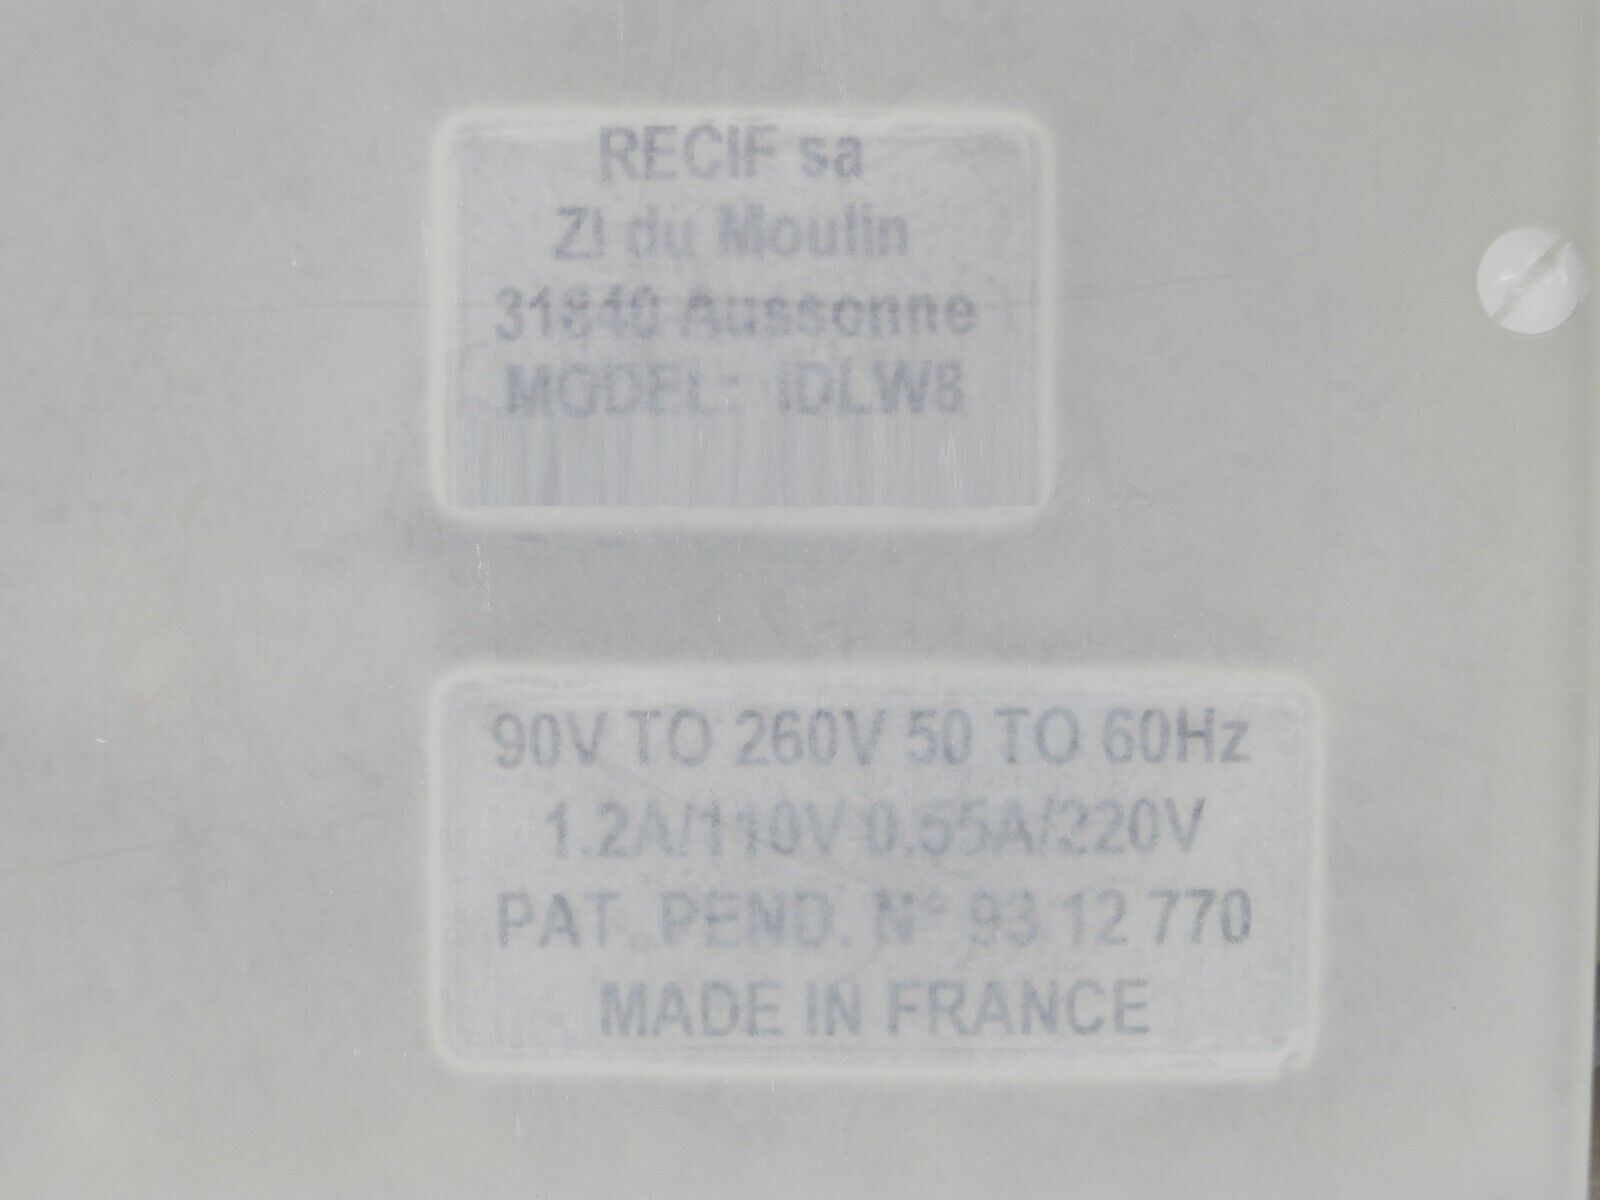 RECIF sa
ZI du Moulin
31840 Aussonne
MODEL: IDLW8
90V TO 260V 50 TO 60Hz
1.2A/110V 0.55A/220V
PAT. PEND. N° 93 12 770
MADE IN FRANCE